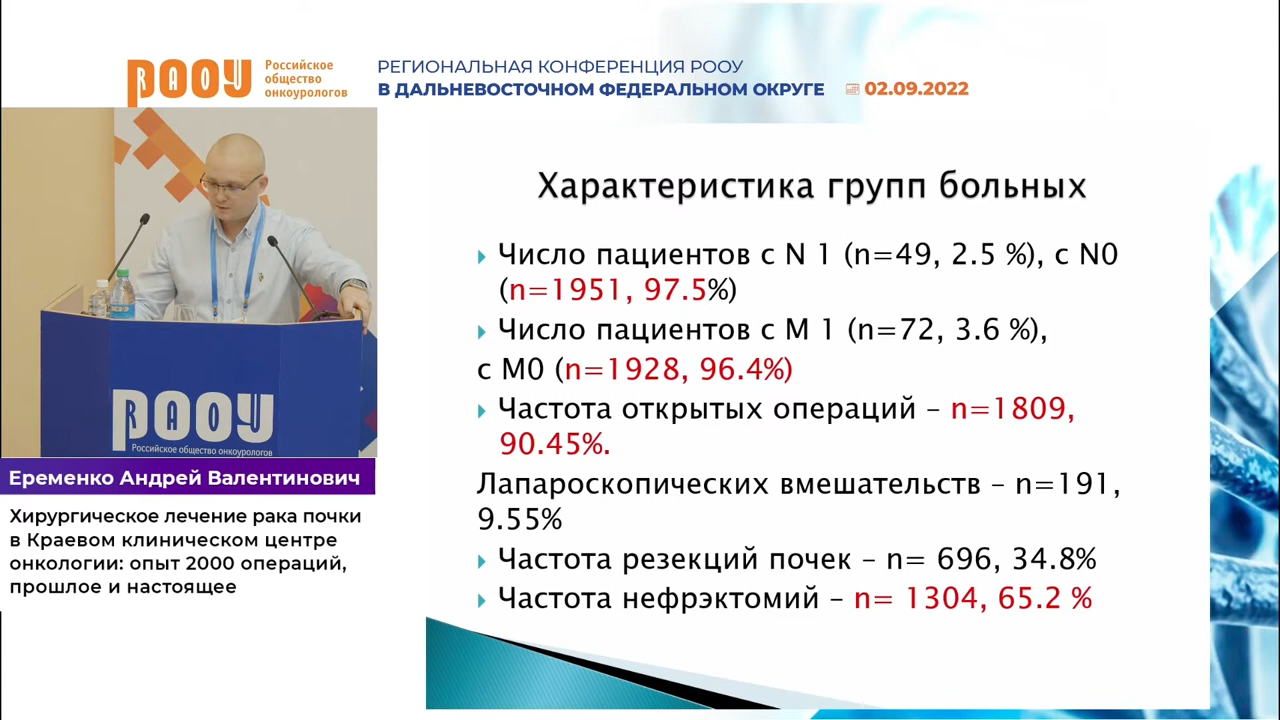 РООУ
RAOU
Российское
общество
онкоурологов
РЕГИОНАЛЬНАЯ КОНФЕРЕНЦИЯ РООУ
В ДАЛЬНЕВОСТОЧНОМ ФЕДЕРАЛЬНОМ ОКРУГЕ 02.09.2022
РООУ
RAOU
Российское общество онкоурологов
Еременко Андрей Валентинович
Хирургическое лечение рака почки
в Краевом клиническом центре
онкологии: опыт 2000 операций,
прошлое и настоящее
Характеристика групп больных
Число пациентов с N 1 (n=49, 2.5 %), с N0
(n=1951, 97.5%)
Число пациентов с M 1 (n=72, 3.6 %),
с M0 (n=1928, 96.4%)
Частота открытых операций – n=1809,
90.45%.
Лапароскопических вмешательств – n=191,
9.55%
Частота резекций почек – n= 696, 34.8%
Частота нефрэктомий – n= 1304, 65.2 %